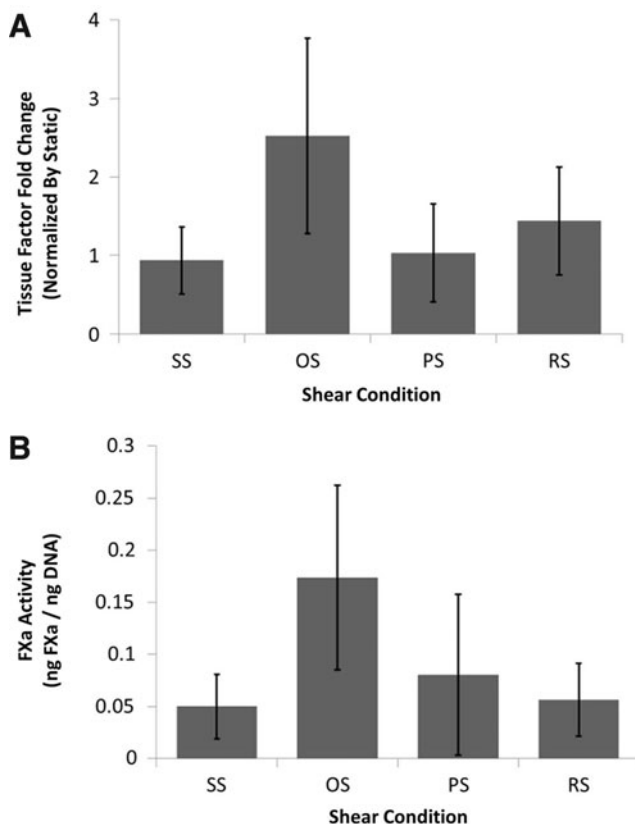 A
Tissue Factor Fold Change
(Normalized By Static)
4
3
2
1
0
SS OS PS RS
Shear Condition
B
FXa Activity
(ng FXa / ng DNA)
0.3
0.25
0.2
0.15
0.1
0.05
0
SS OS PS RS
Shear Condition